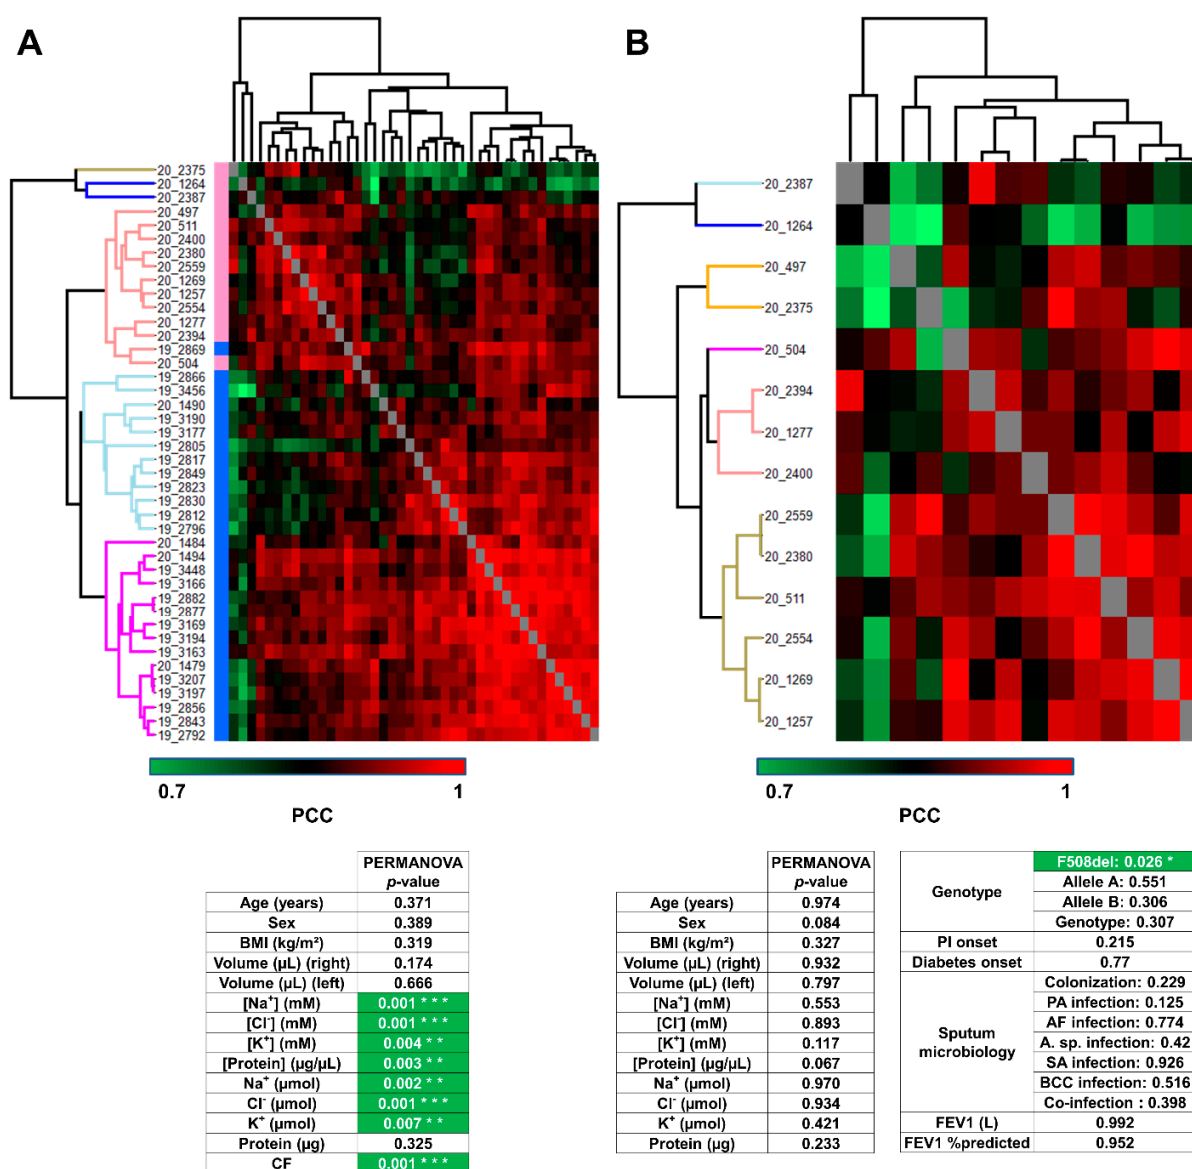 A
B
20_2375
20_1264
20_2387
20_497
20_511
20_2400
20_2380
20_2559
20_1269
20_1257
20_2554
20_1277
20_2394
19_2869
20_504
19_2866
19_3456
20_1490
19_3190
19_3177
19_2805
19_2817
19_2849
19_2823
19_2830
19_2812
19_2796
20_1484
20_1494
19_3448
19_3166
19_2882
19_2877
19_3169
19_3194
19_3163
20_1479
19_3207
19_3197
19_2856
19_2843
19_2792
0.7 1
PCC
20_2387
20_1264
20_497
20_2375
20_504
20_2394
20_1277
20_2400
20_2559
20_2380
20_511
20_2554
20_1269
20_1257
0.7 1
PCC
PERMANOVA
p-value
Age (years) 0.371
Sex 0.389
BMI (kg/m²) 0.319
Volume (µL) (right) 0.174
Volume (µL) (left) 0.666
[Na⁺] (mM) 0.001 * * *
[Cl⁻] (mM) 0.001 * * *
[K⁺] (mM) 0.004 * *
[Protein] (µg/µL) 0.003 * *
Na⁺ (µmol) 0.002 * *
Cl⁻ (µmol) 0.001 * * *
K⁺ (µmol) 0.007 * *
Protein (µg) 0.325
CF 0.001 * * *
PERMANOVA
p-value
Age (years) 0.974
Sex 0.084
BMI (kg/m²) 0.327
Volume (µL) (right) 0.932
Volume (µL) (left) 0.797
[Na⁺] (mM) 0.553
[Cl⁻] (mM) 0.893
[K⁺] (mM) 0.117
[Protein] (µg/µL) 0.067
Na⁺ (µmol) 0.970
Cl⁻ (µmol) 0.934
K⁺ (µmol) 0.421
Protein (µg) 0.233
Genotype
F508del: 0.026 *
Allele A: 0.551
Allele B: 0.306
Genotype: 0.307
PI onset 0.215
Diabetes onset 0.77
Sputum
microbiology
Colonization: 0.229
PA infection: 0.125
AF infection: 0.774
A. sp. infection: 0.42
SA infection: 0.926
BCC infection: 0.516
Co-infection : 0.398
FEV1 (L) 0.992
FEV1 %predicted 0.952